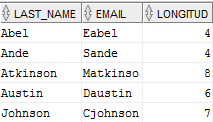 LAST_NAME EMAIL LONGITUD
Abel Eabel 4
Ande Sande 4
Atkinson Matkinso 8
Austin Daustin 6
Johnson Cjohnson 7